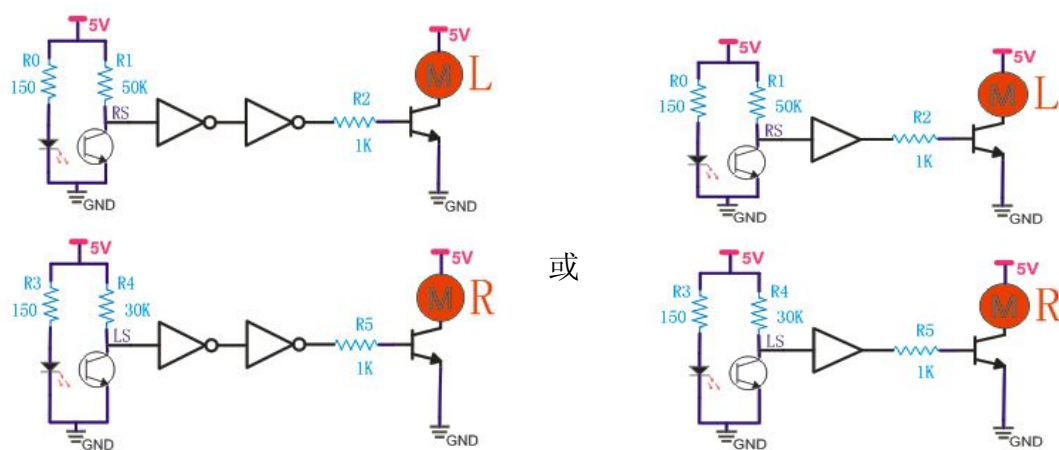 5V
R0 150
R1 50K
RS
R2
1K
5V
M L
GND
GND
5V
R3 150
R4 30K
LS
R5
1K
5V
M R
GND
GND
或
5V
R0 150
R1 50K
RS
R2
1K
5V
M L
GND
GND
5V
R3 150
R4 30K
LS
R5
1K
5V
M R
GND
GND